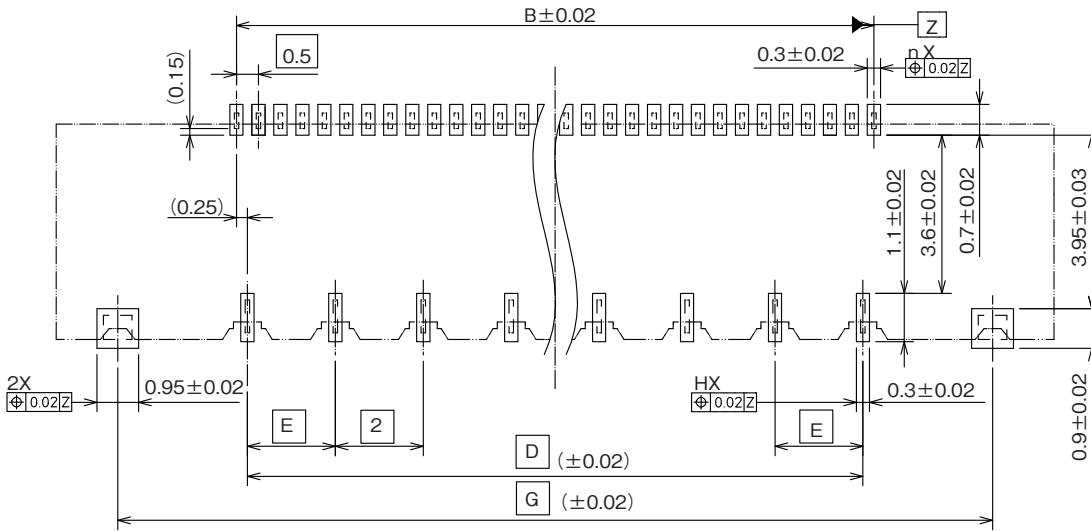 B±0.02
Z
0.5
0.3±0.02
nX
⌖ 0.02 Z
(0.15)
(0.25)
1.1±0.02
3.6±0.02
0.7±0.02
3.95±0.03
2X
⌖ 0.02 Z
0.95±0.02
HX
⌖ 0.02 Z
0.3±0.02
0.9±0.02
E
2
E
D (±0.02)
G (±0.02)